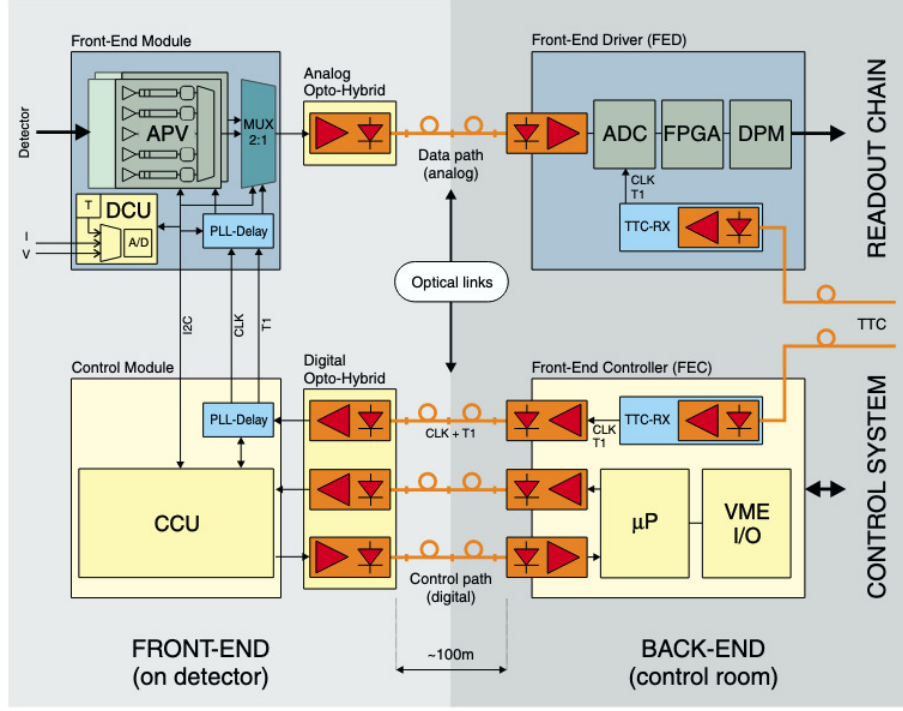 Front-End Module
Detector
APV
MUX
2:1
T
DCU
A/D
I
V
PLL-Delay
Analog
Opto-Hybrid
Data path
(analog)
Front-End Driver (FED)
ADC
FPGA
DPM
CLK
T1
TTC-RX
READOUT CHAIN
Optical links
I2C
CLK
T1
TTC
Control Module
PLL-Delay
CCU
Digital
Opto-Hybrid
CLK + T1
Control path
(digital)
Front-End Controller (FEC)
CLK
T1
TTC-RX
µP
VME
I/O
CONTROL SYSTEM
FRONT-END
(on detector)
~100m
BACK-END
(control room)